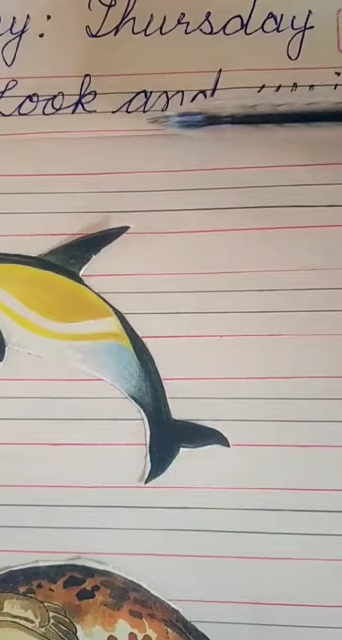 y: Thursday
Look and ......